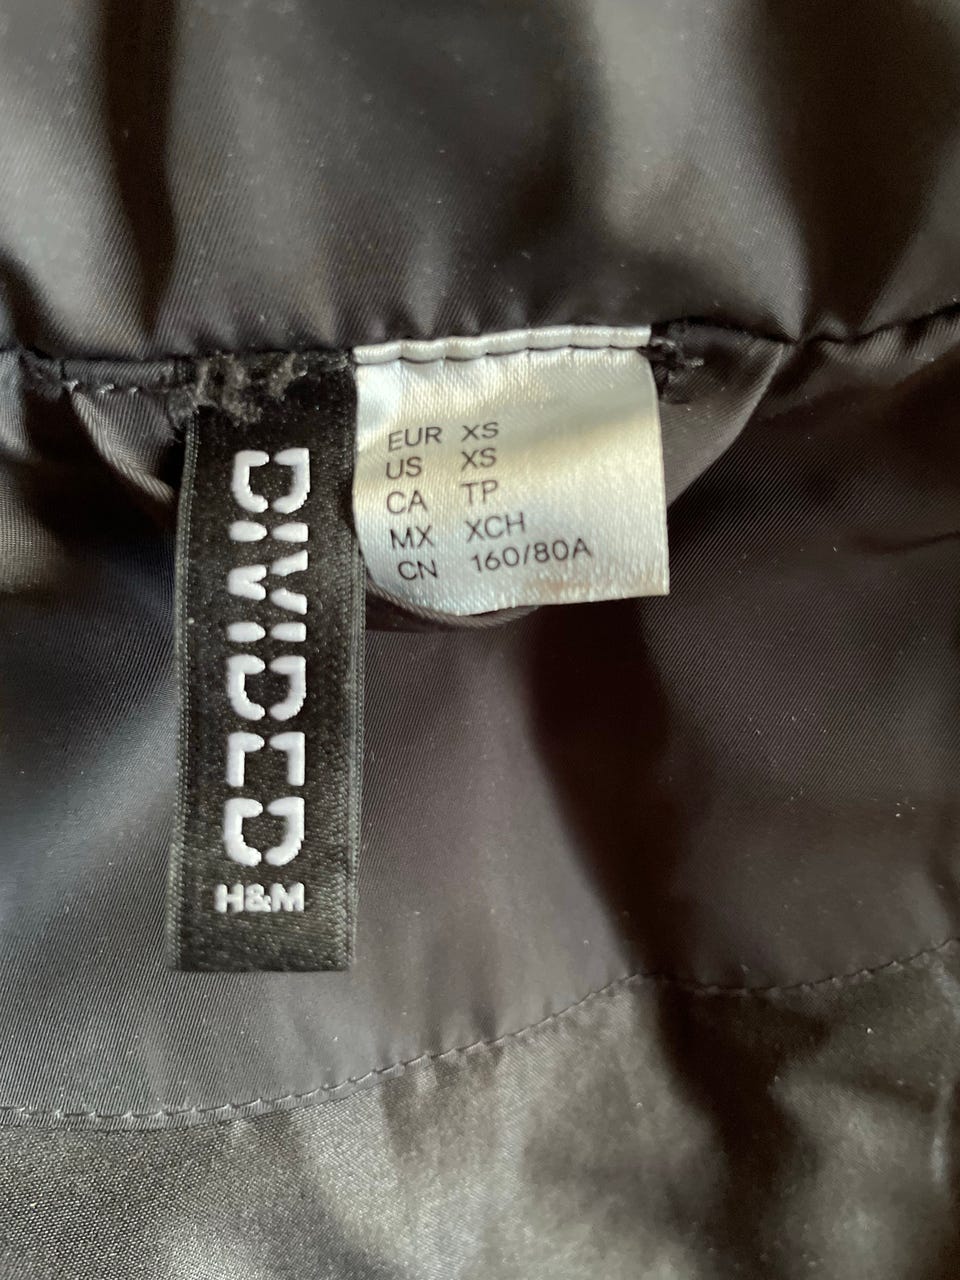 DIVIDED
H&M
EUR XS
US XS
CA TP
MX XCH
CN 160/80A